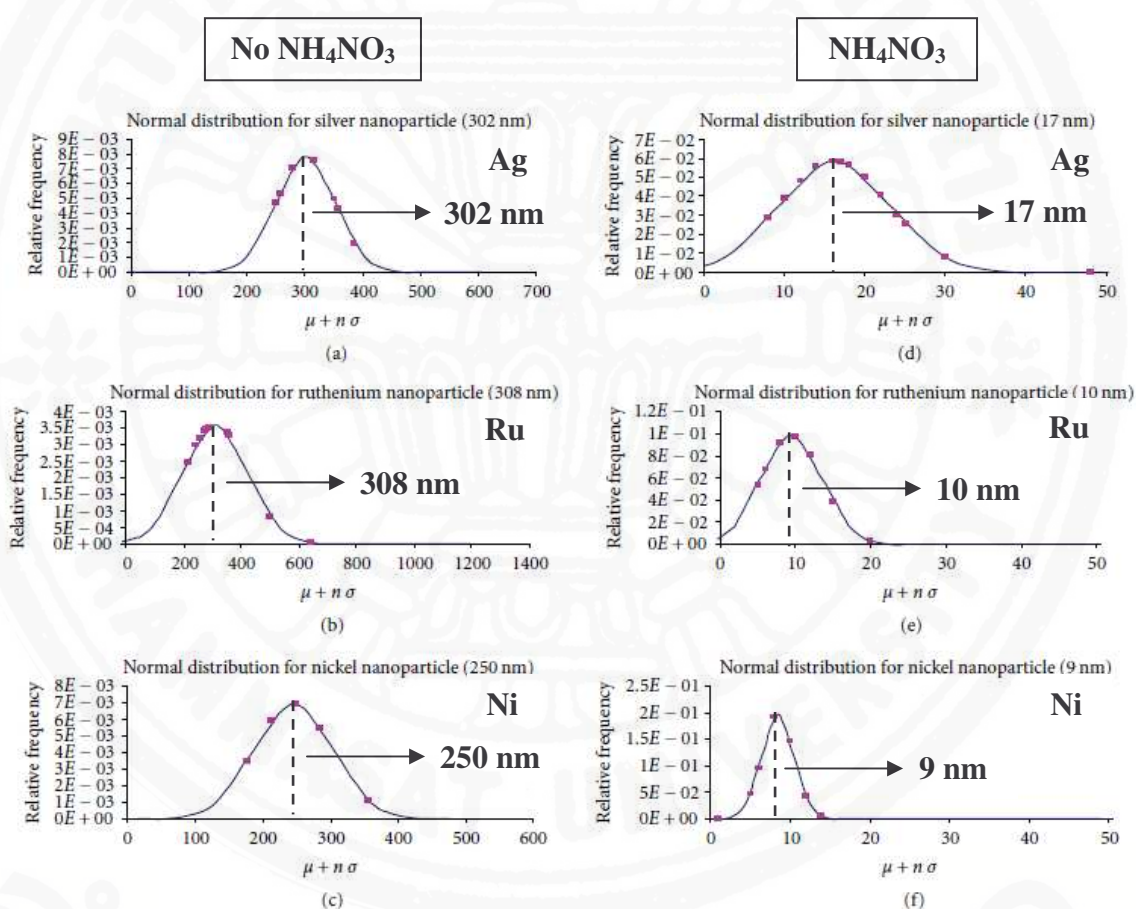 No NH₄NO₃
NH₄NO₃
Normal distribution for silver nanoparticle (302 nm)
Relative frequency
9E − 03
8E − 03
7E − 03
6E − 03
5E − 03
4E − 03
3E − 03
2E − 03
1E − 03
0E + 00
Ag
302 nm
0 100 200 300 400 500 600 700
μ + n σ
(a)
Normal distribution for silver nanoparticle (17 nm)
Relative frequency
7E − 02
6E − 02
5E − 02
4E − 02
3E − 02
2E − 02
1E − 02
0E + 00
Ag
17 nm
0 10 20 30 40 50
μ + n σ
(d)
Normal distribution for ruthenium nanoparticle (308 nm)
Relative frequency
4E − 03
3.5E − 03
3E − 03
2.5E − 03
2E − 03
1.5E − 03
1E − 03
5E − 04
0E + 00
Ru
308 nm
0 200 400 600 800 1000 1200 1400
μ + n σ
(b)
Normal distribution for ruthenium nanoparticle (10 nm)
Relative frequency
1.2E − 01
1E − 01
8E − 02
6E − 02
4E − 02
2E − 02
0E + 00
Ru
10 nm
0 10 20 30 40 50
μ + n σ
(e)
Normal distribution for nickel nanoparticle (250 nm)
Relative frequency
8E − 03
7E − 03
6E − 03
5E − 03
4E − 03
3E − 03
2E − 03
1E − 03
0E + 00
Ni
250 nm
0 100 200 300 400 500 600
μ + n σ
(c)
Normal distribution for nickel nanoparticle (9 nm)
Relative frequency
2.5E − 01
2E − 01
1.5E − 01
1E − 01
5E − 02
0E + 00
Ni
9 nm
0 10 20 30 40 50
μ + n σ
(f)